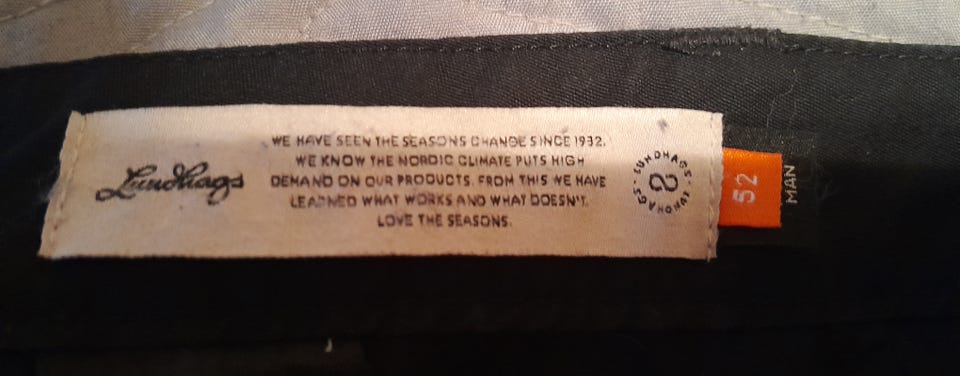 Lundhags
WE HAVE SEEN THE SEASONS CHANGE SINCE 1932.
WE KNOW THE NORDIC CLIMATE PUTS HIGH
DEMAND ON OUR PRODUCTS. FROM THIS WE HAVE
LEARNED WHAT WORKS AND WHAT DOESN'T.
LOVE THE SEASONS.
LUNDHAGS · LUNDHAGS ·
52
MAN